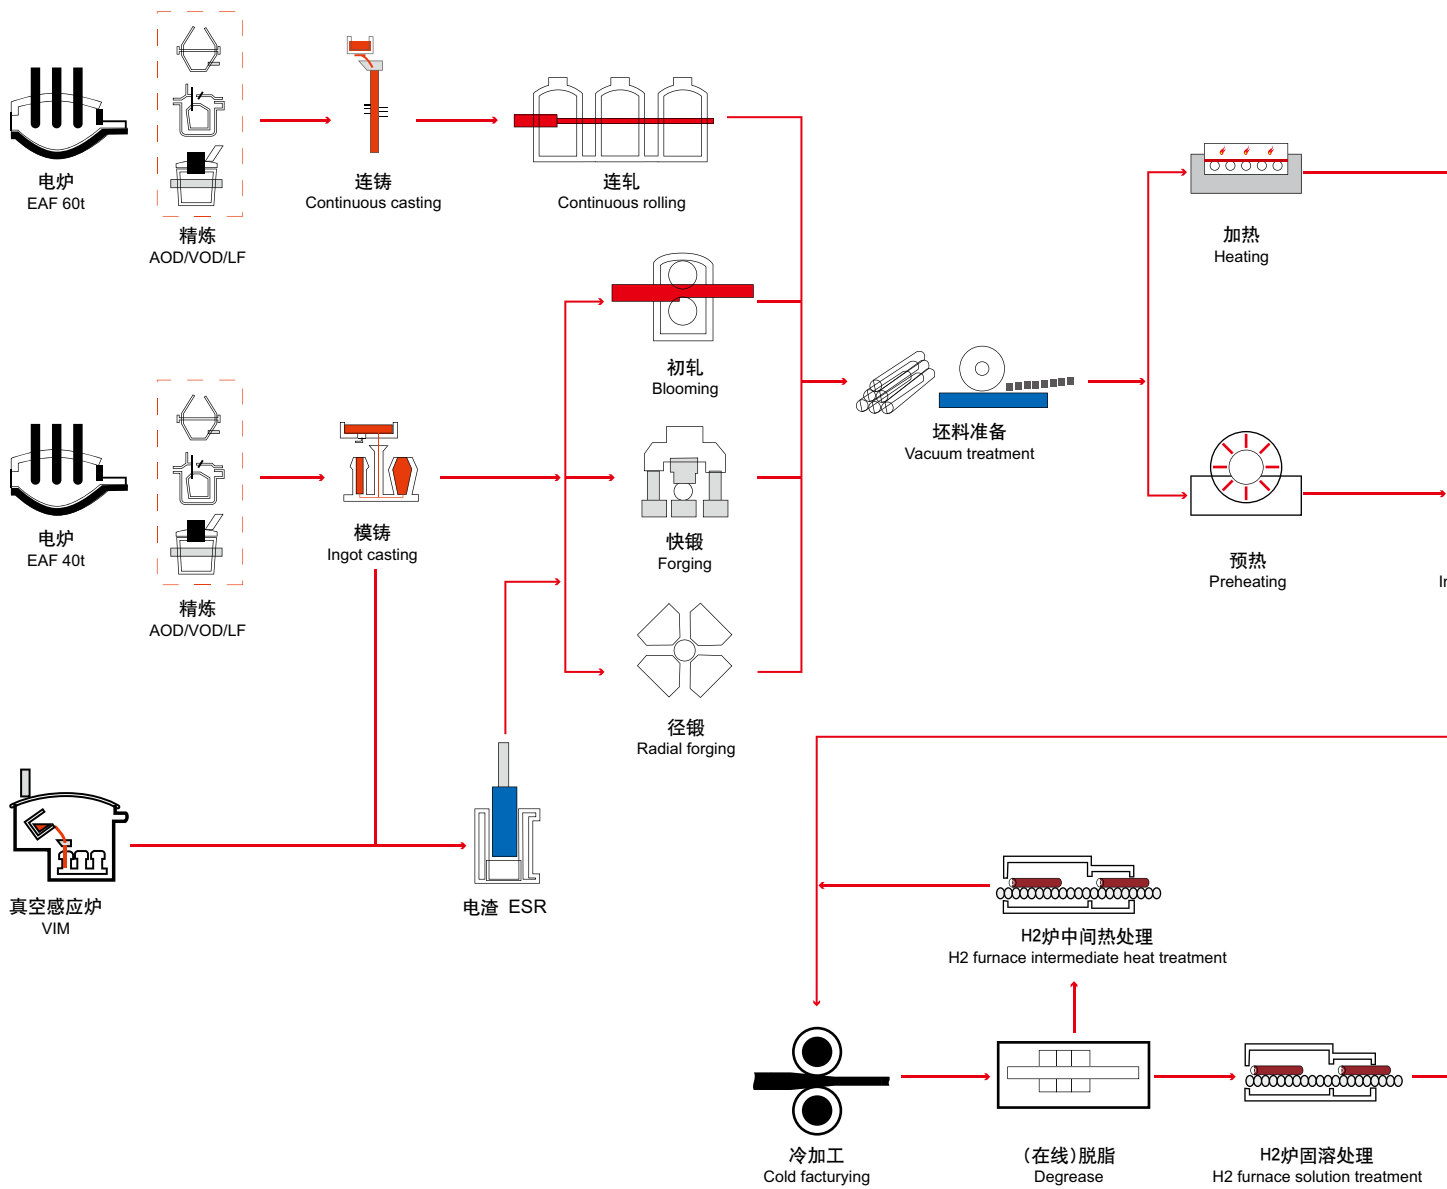 电炉
EAF 60t
精炼
AOD/VOD/LF
连铸
Continuous casting
连轧
Continuous rolling
加热
Heating
初轧
Blooming
坯料准备
Vacuum treatment
电炉
EAF 40t
精炼
AOD/VOD/LF
模铸
Ingot casting
快锻
Forging
预热
Preheating
径锻
Radial forging
真空感应炉
VIM
电渣 ESR
H2炉中间热处理
H2 furnace intermediate heat treatment
冷加工
Cold facturying
(在线)脱脂
Degrease
H2炉固溶处理
H2 furnace solution treatment